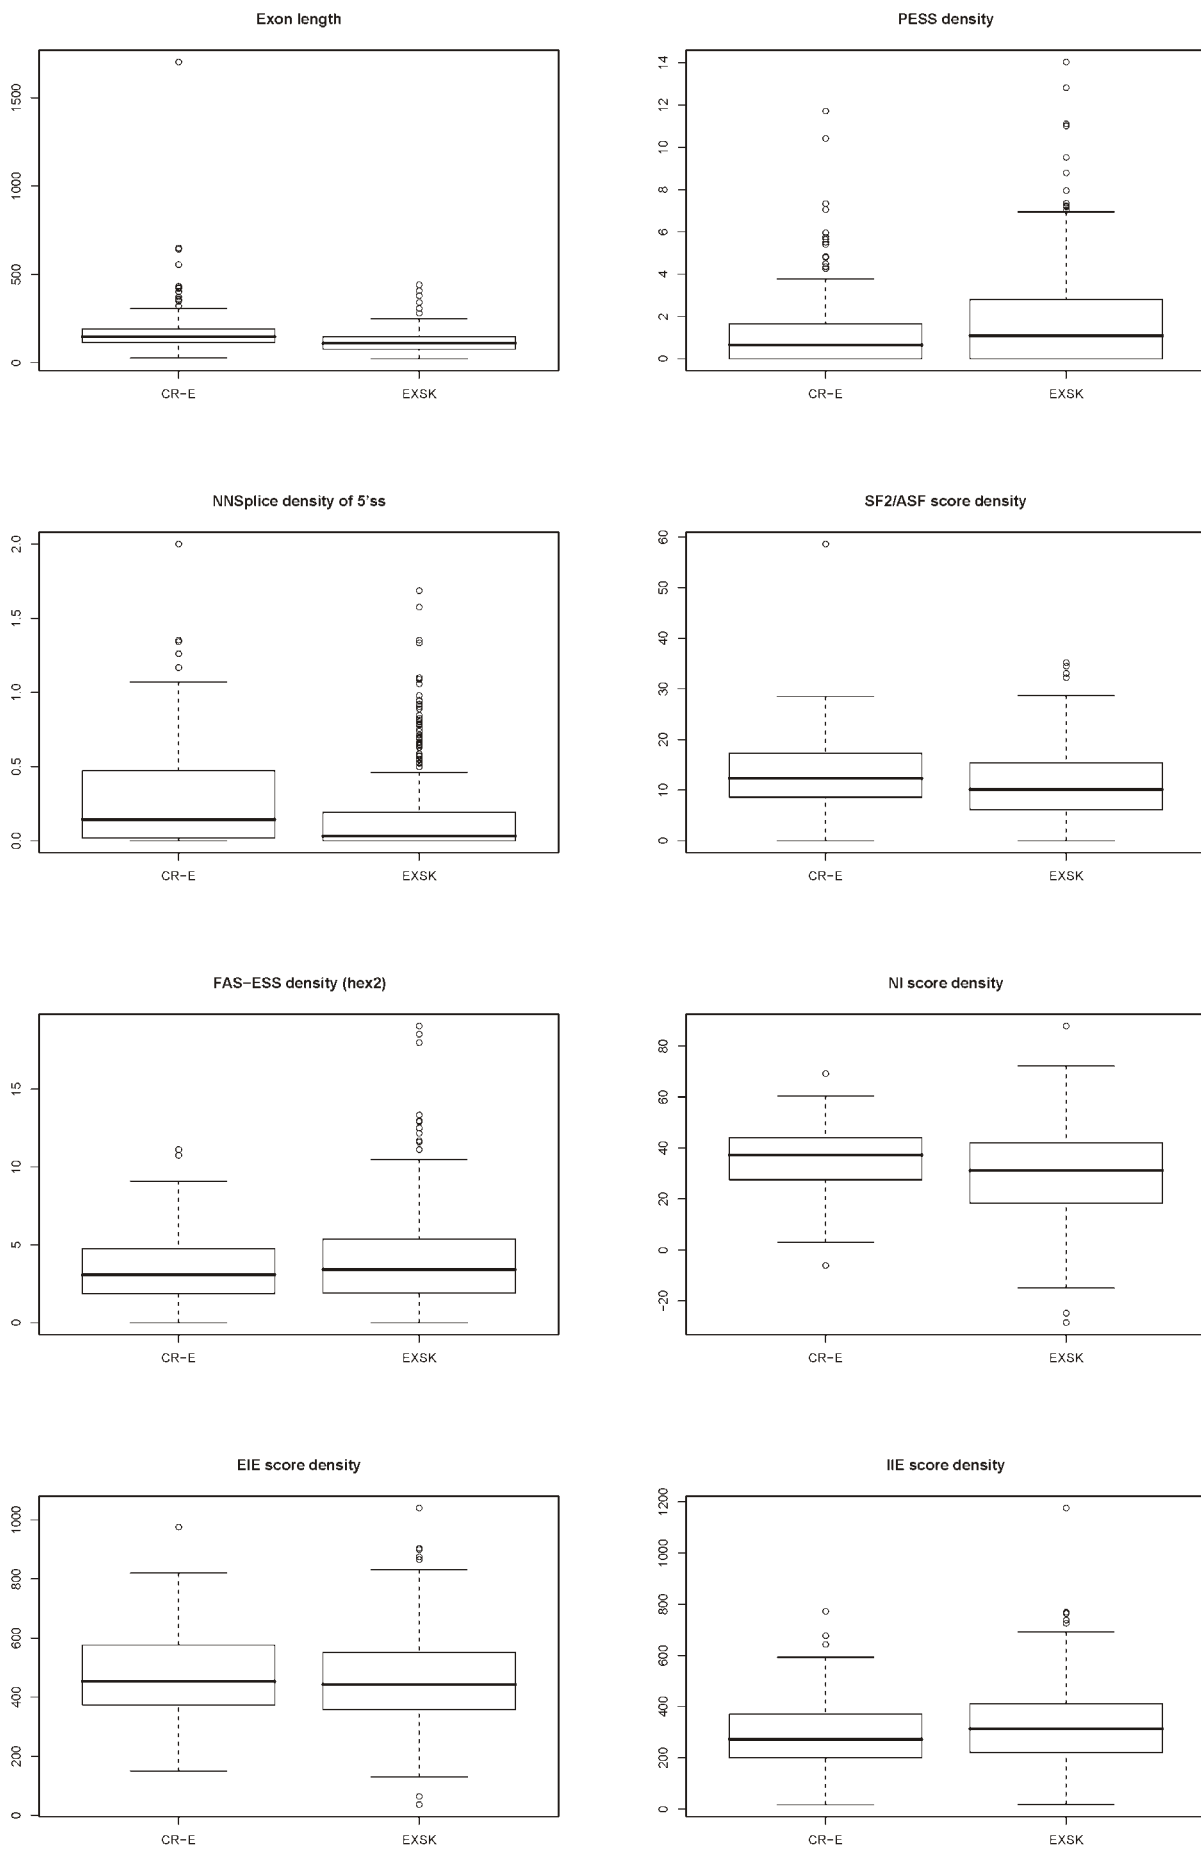 Exon length
PESS density
0
500
1000
1500
CR-E
EXSK
0
2
4
6
8
10
12
14
CR-E
EXSK
NNSplice density of 5'ss
SF2/ASF score density
0.0
0.5
1.0
1.5
2.0
CR-E
EXSK
0
10
20
30
40
50
60
CR-E
EXSK
FAS-ESS density (hex2)
NI score density
0
5
10
15
CR-E
EXSK
-20
0
20
40
60
80
CR-E
EXSK
EIE score density
IIE score density
0
200
400
600
800
1000
CR-E
EXSK
0
200
400
600
800
1000
1200
CR-E
EXSK